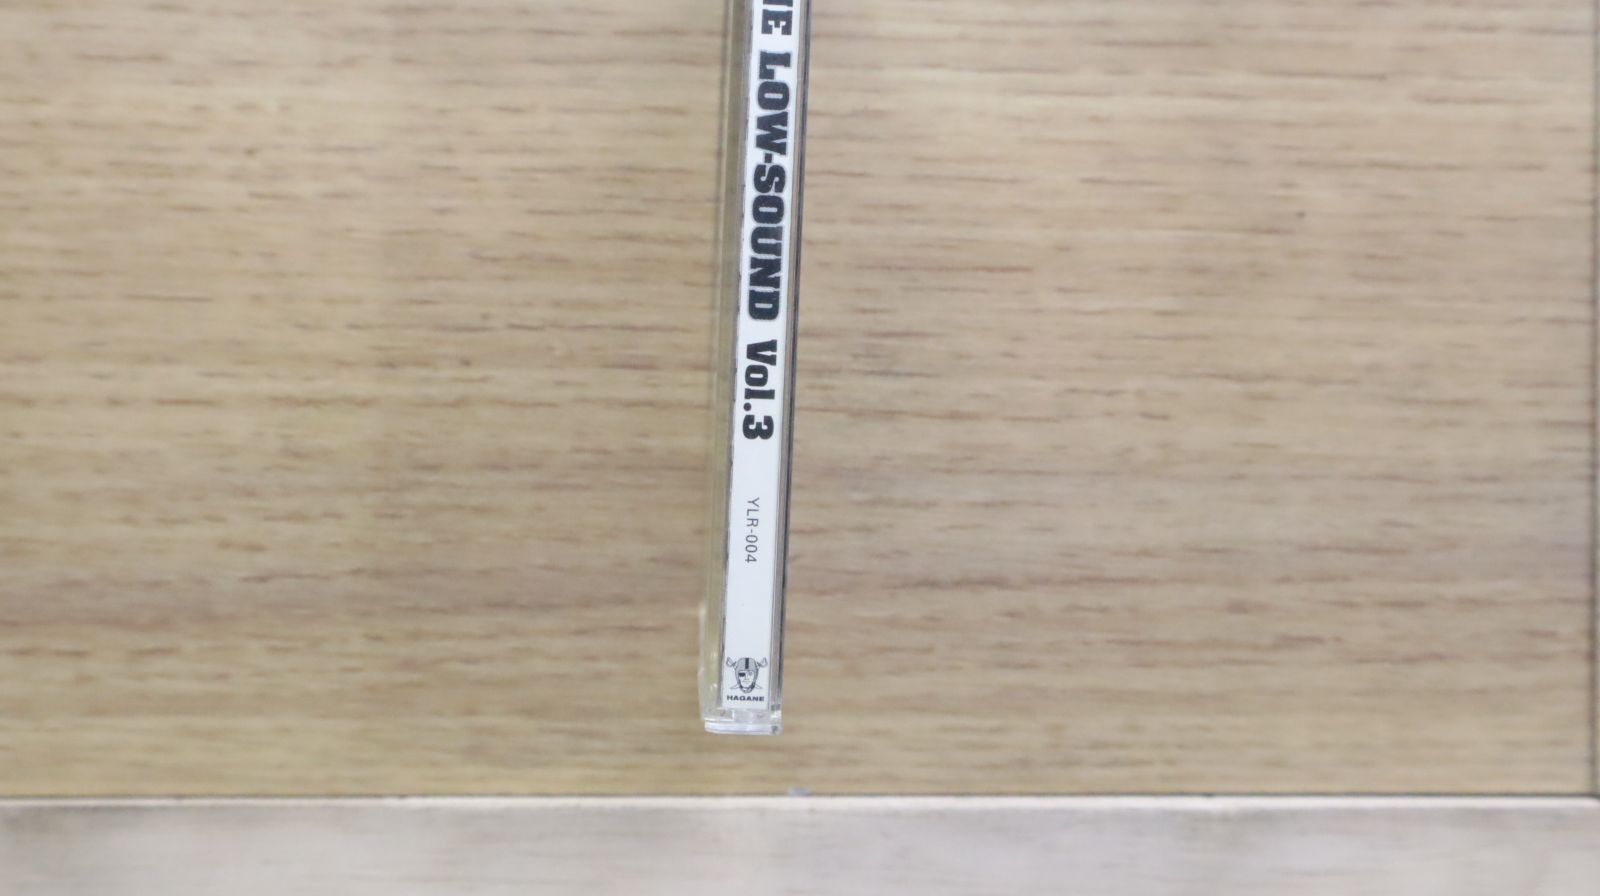 LOW-SOUND Vol.3
YLR-004
HAGANE